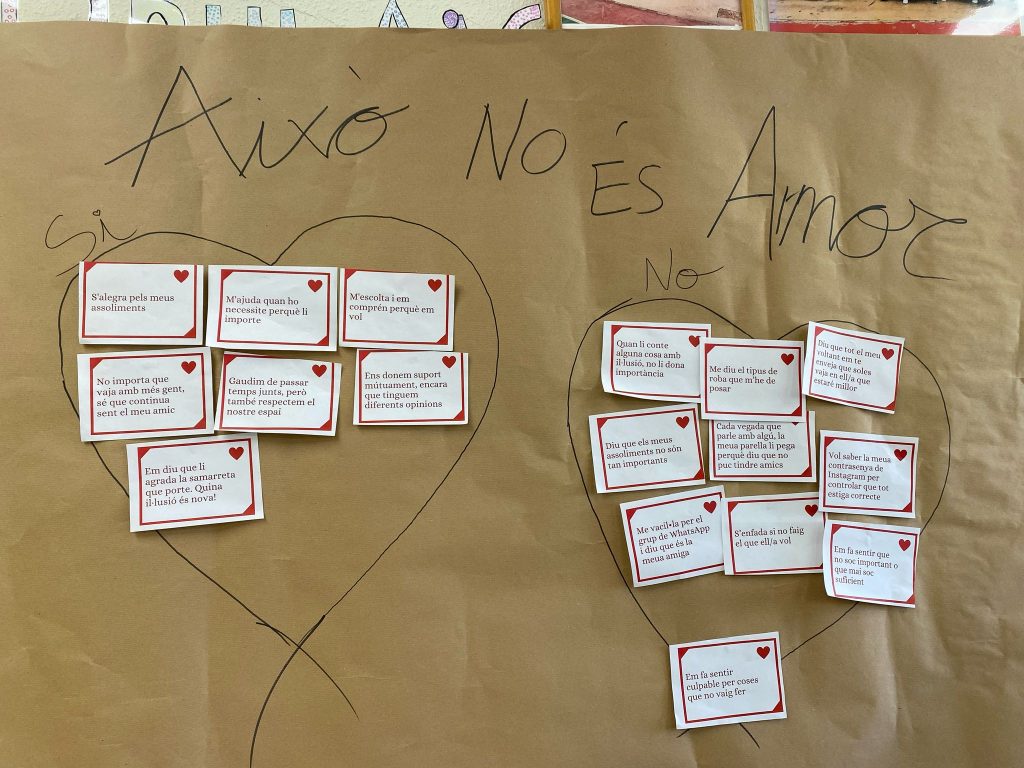 Això No És Amor
Si
S'alegra pels meus
assoliments
M'ajuda quan ho
necessite perquè li
importe
M'escolta i em
comprén perquè em
vol
No importa que
vaja amb més gent,
sé que continua
sent el meu amic
Gaudim de passar
temps junts, però
també respectem el
nostre espai
Ens donem suport
mútuament, encara
que tinguem
diferents opinions
Em diu que li
agrada la samarreta
que porte. Quina
il·lusió és nova!
No
Quan li conte
alguna cosa amb
il·lusió, no li dona
importància
Me diu el tipus de
roba que m'he de
posar
Diu que tot el meu
voltant em te
enveja que soles
vaja en ell/a que
estaré millor
Diu que els meus
assoliments no són
tan importants
Cada vegada que
parle amb algú, la
meua parella li pega
perquè diu que no
puc tindre amics
Vol saber la meua
contrasenya de
Instagram per
controlar que tot
estiga correcte
Me vacil•la per el
grup de WhatsApp
i diu que és la
meua amiga
S'enfada si no faig
el que ell/a vol
Em fa sentir que
no soc important o
que mai soc
suficient
Em fa sentir
culpable per coses
que no vaig fer